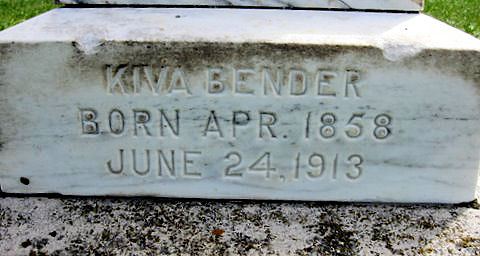 KIVA BENDER
BORN APR. 1858
JUNE 24, 1913